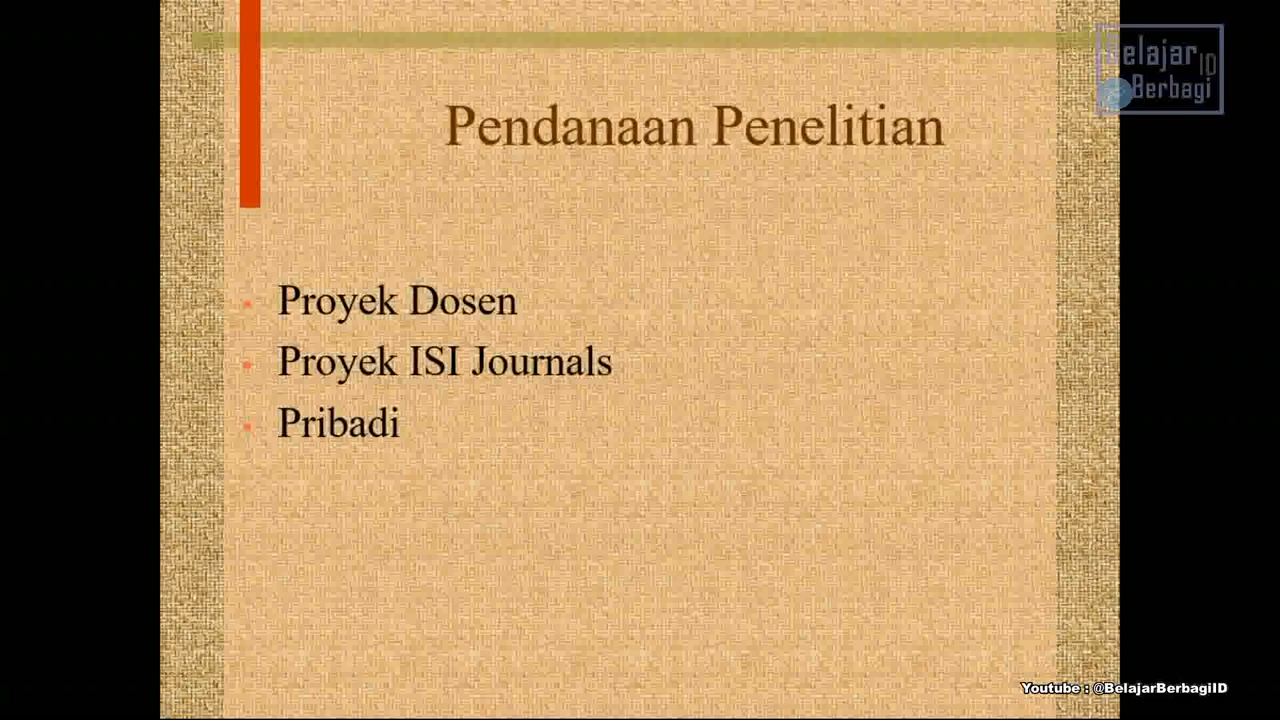 Belajar ID
Berbagi
Pendanaan Penelitian
Proyek Dosen
Proyek ISI Journals
Pribadi
Youtube : @BelajarBerbagiID